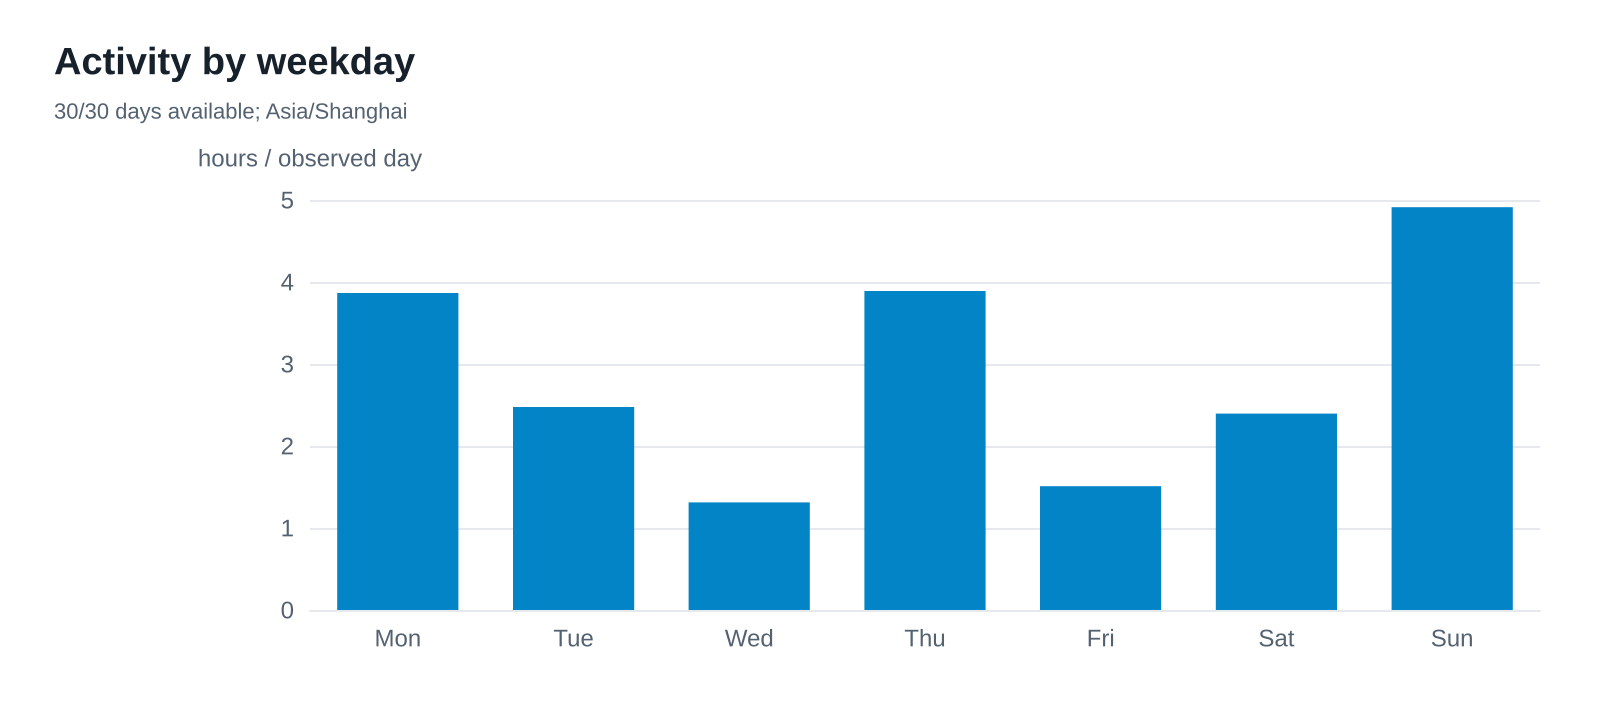 Activity by weekday
30/30 days available; Asia/Shanghai
hours / observed day
5
4
3
2
1
0
Mon Tue Wed Thu Fri Sat Sun